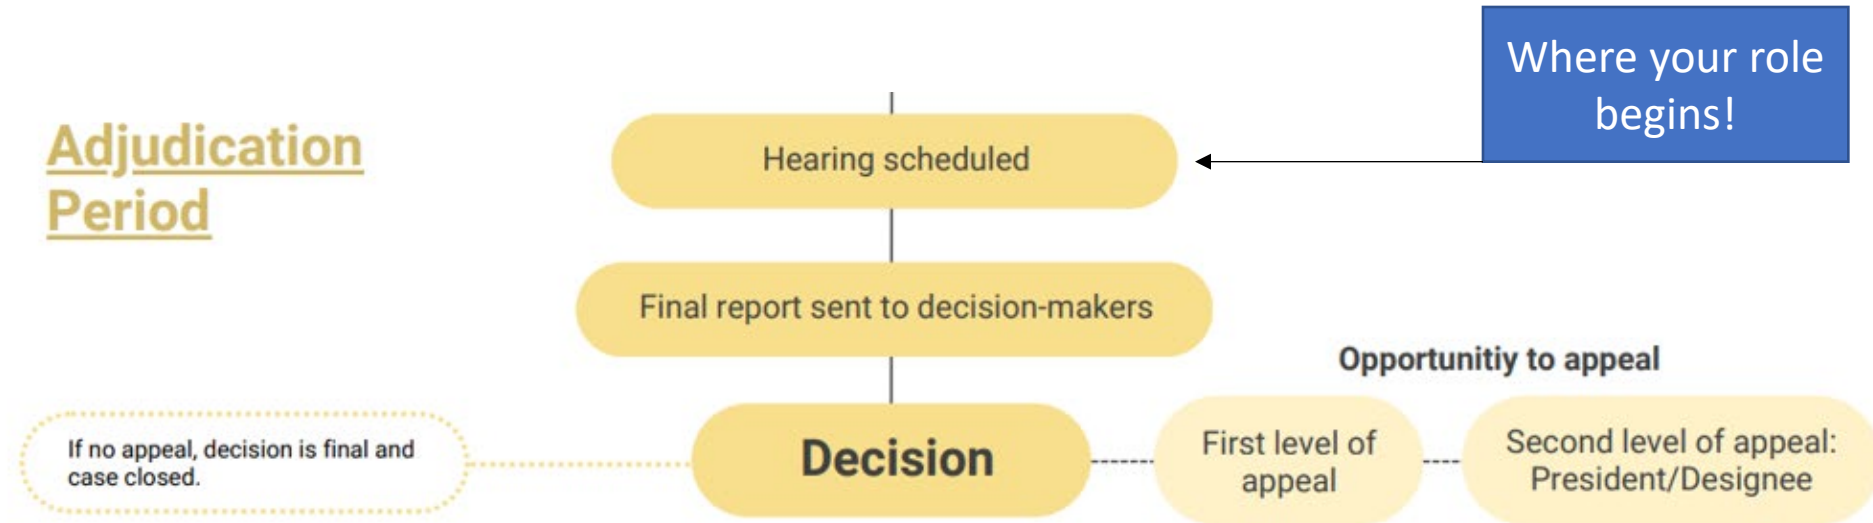 Where your role
begins!
Adjudication
Period
Hearing scheduled
Final report sent to decision-makers
Opportunitiy to appeal
If no appeal, decision is final and
case closed.
Decision
First level of
appeal
Second level of appeal:
President/Designee